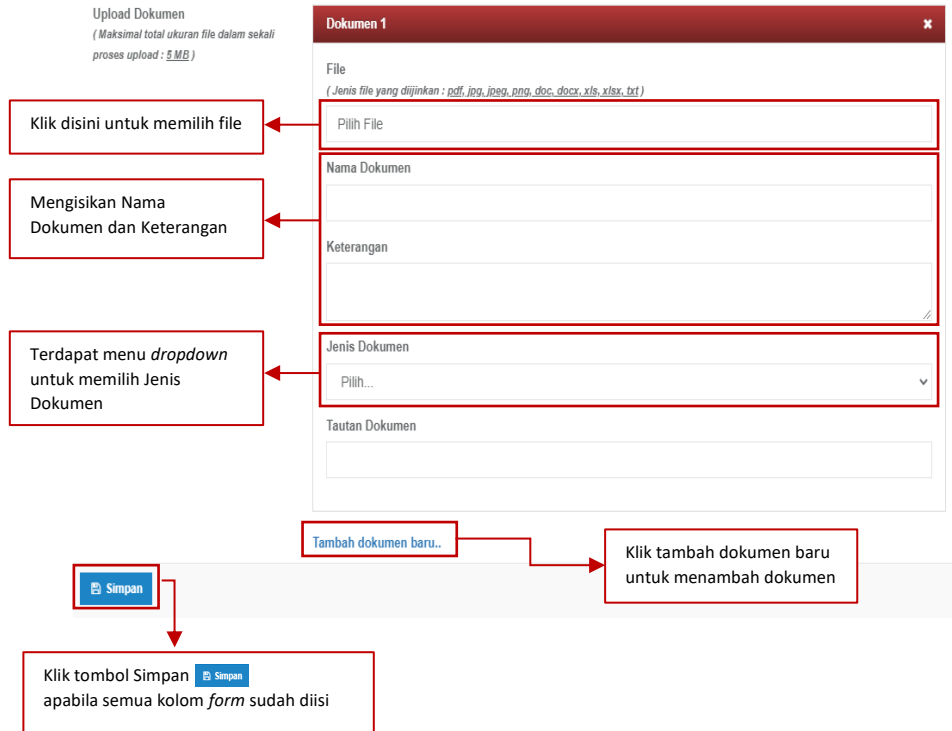 Upload Dokumen
( Maksimal total ukuran file dalam sekali
proses upload : 5 MB )
Dokumen 1
File
( Jenis file yang diijinkan : pdf, jpg, jpeg, png, doc, docx, xls, xlsx, txt )
Klik disini untuk memilih file
Pilih File
Nama Dokumen
Mengisikan Nama
Dokumen dan Keterangan
Keterangan
Jenis Dokumen
Terdapat menu dropdown
untuk memilih Jenis
Dokumen
Pilih...
Tautan Dokumen
Tambah dokumen baru..
Klik tambah dokumen baru
untuk menambah dokumen
Simpan
Klik tombol Simpan Simpan
apabila semua kolom form sudah diisi